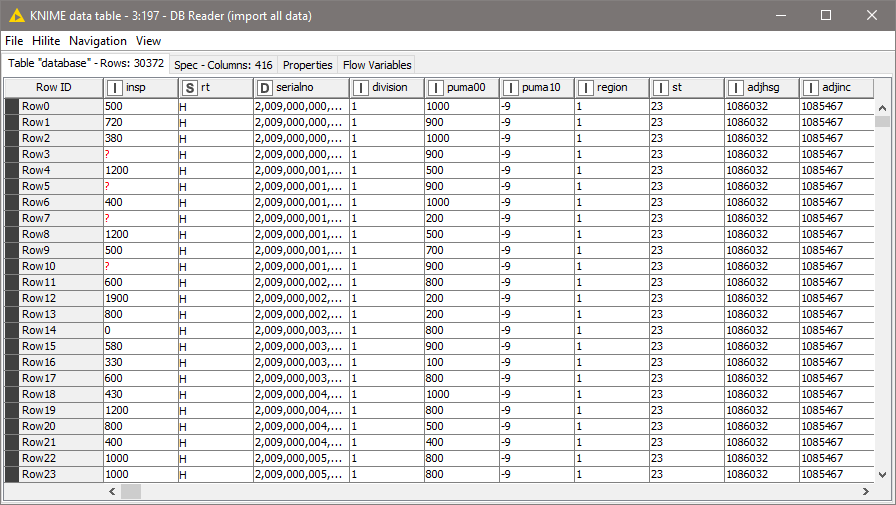 KNIME data table - 3:197 - DB Reader (import all data)
File Hilite Navigation View
Table "database" - Rows: 30372 Spec - Columns: 416 Properties Flow Variables
Row ID I insp S rt D serialno I division I puma00 I puma10 I region I st I adjhsg I adjinc
Row0 500 H 2,009,000,000,... 1 1000 -9 1 23 1086032 1085467
Row1 720 H 2,009,000,000,... 1 900 -9 1 23 1086032 1085467
Row2 380 H 2,009,000,000,... 1 1000 -9 1 23 1086032 1085467
Row3 ? H 2,009,000,000,... 1 900 -9 1 23 1086032 1085467
Row4 1200 H 2,009,000,001,... 1 500 -9 1 23 1086032 1085467
Row5 ? H 2,009,000,001,... 1 900 -9 1 23 1086032 1085467
Row6 400 H 2,009,000,001,... 1 1000 -9 1 23 1086032 1085467
Row7 ? H 2,009,000,001,... 1 200 -9 1 23 1086032 1085467
Row8 1200 H 2,009,000,001,... 1 500 -9 1 23 1086032 1085467
Row9 500 H 2,009,000,001,... 1 700 -9 1 23 1086032 1085467
Row10 ? H 2,009,000,001,... 1 900 -9 1 23 1086032 1085467
Row11 600 H 2,009,000,002,... 1 800 -9 1 23 1086032 1085467
Row12 1900 H 2,009,000,002,... 1 200 -9 1 23 1086032 1085467
Row13 800 H 2,009,000,002,... 1 200 -9 1 23 1086032 1085467
Row14 0 H 2,009,000,003,... 1 800 -9 1 23 1086032 1085467
Row15 580 H 2,009,000,003,... 1 900 -9 1 23 1086032 1085467
Row16 330 H 2,009,000,003,... 1 100 -9 1 23 1086032 1085467
Row17 600 H 2,009,000,003,... 1 800 -9 1 23 1086032 1085467
Row18 430 H 2,009,000,004,... 1 1000 -9 1 23 1086032 1085467
Row19 1200 H 2,009,000,004,... 1 800 -9 1 23 1086032 1085467
Row20 800 H 2,009,000,004,... 1 500 -9 1 23 1086032 1085467
Row21 400 H 2,009,000,004,... 1 400 -9 1 23 1086032 1085467
Row22 1000 H 2,009,000,005,... 1 800 -9 1 23 1086032 1085467
Row23 1000 H 2,009,000,005,... 1 800 -9 1 23 1086032 1085467